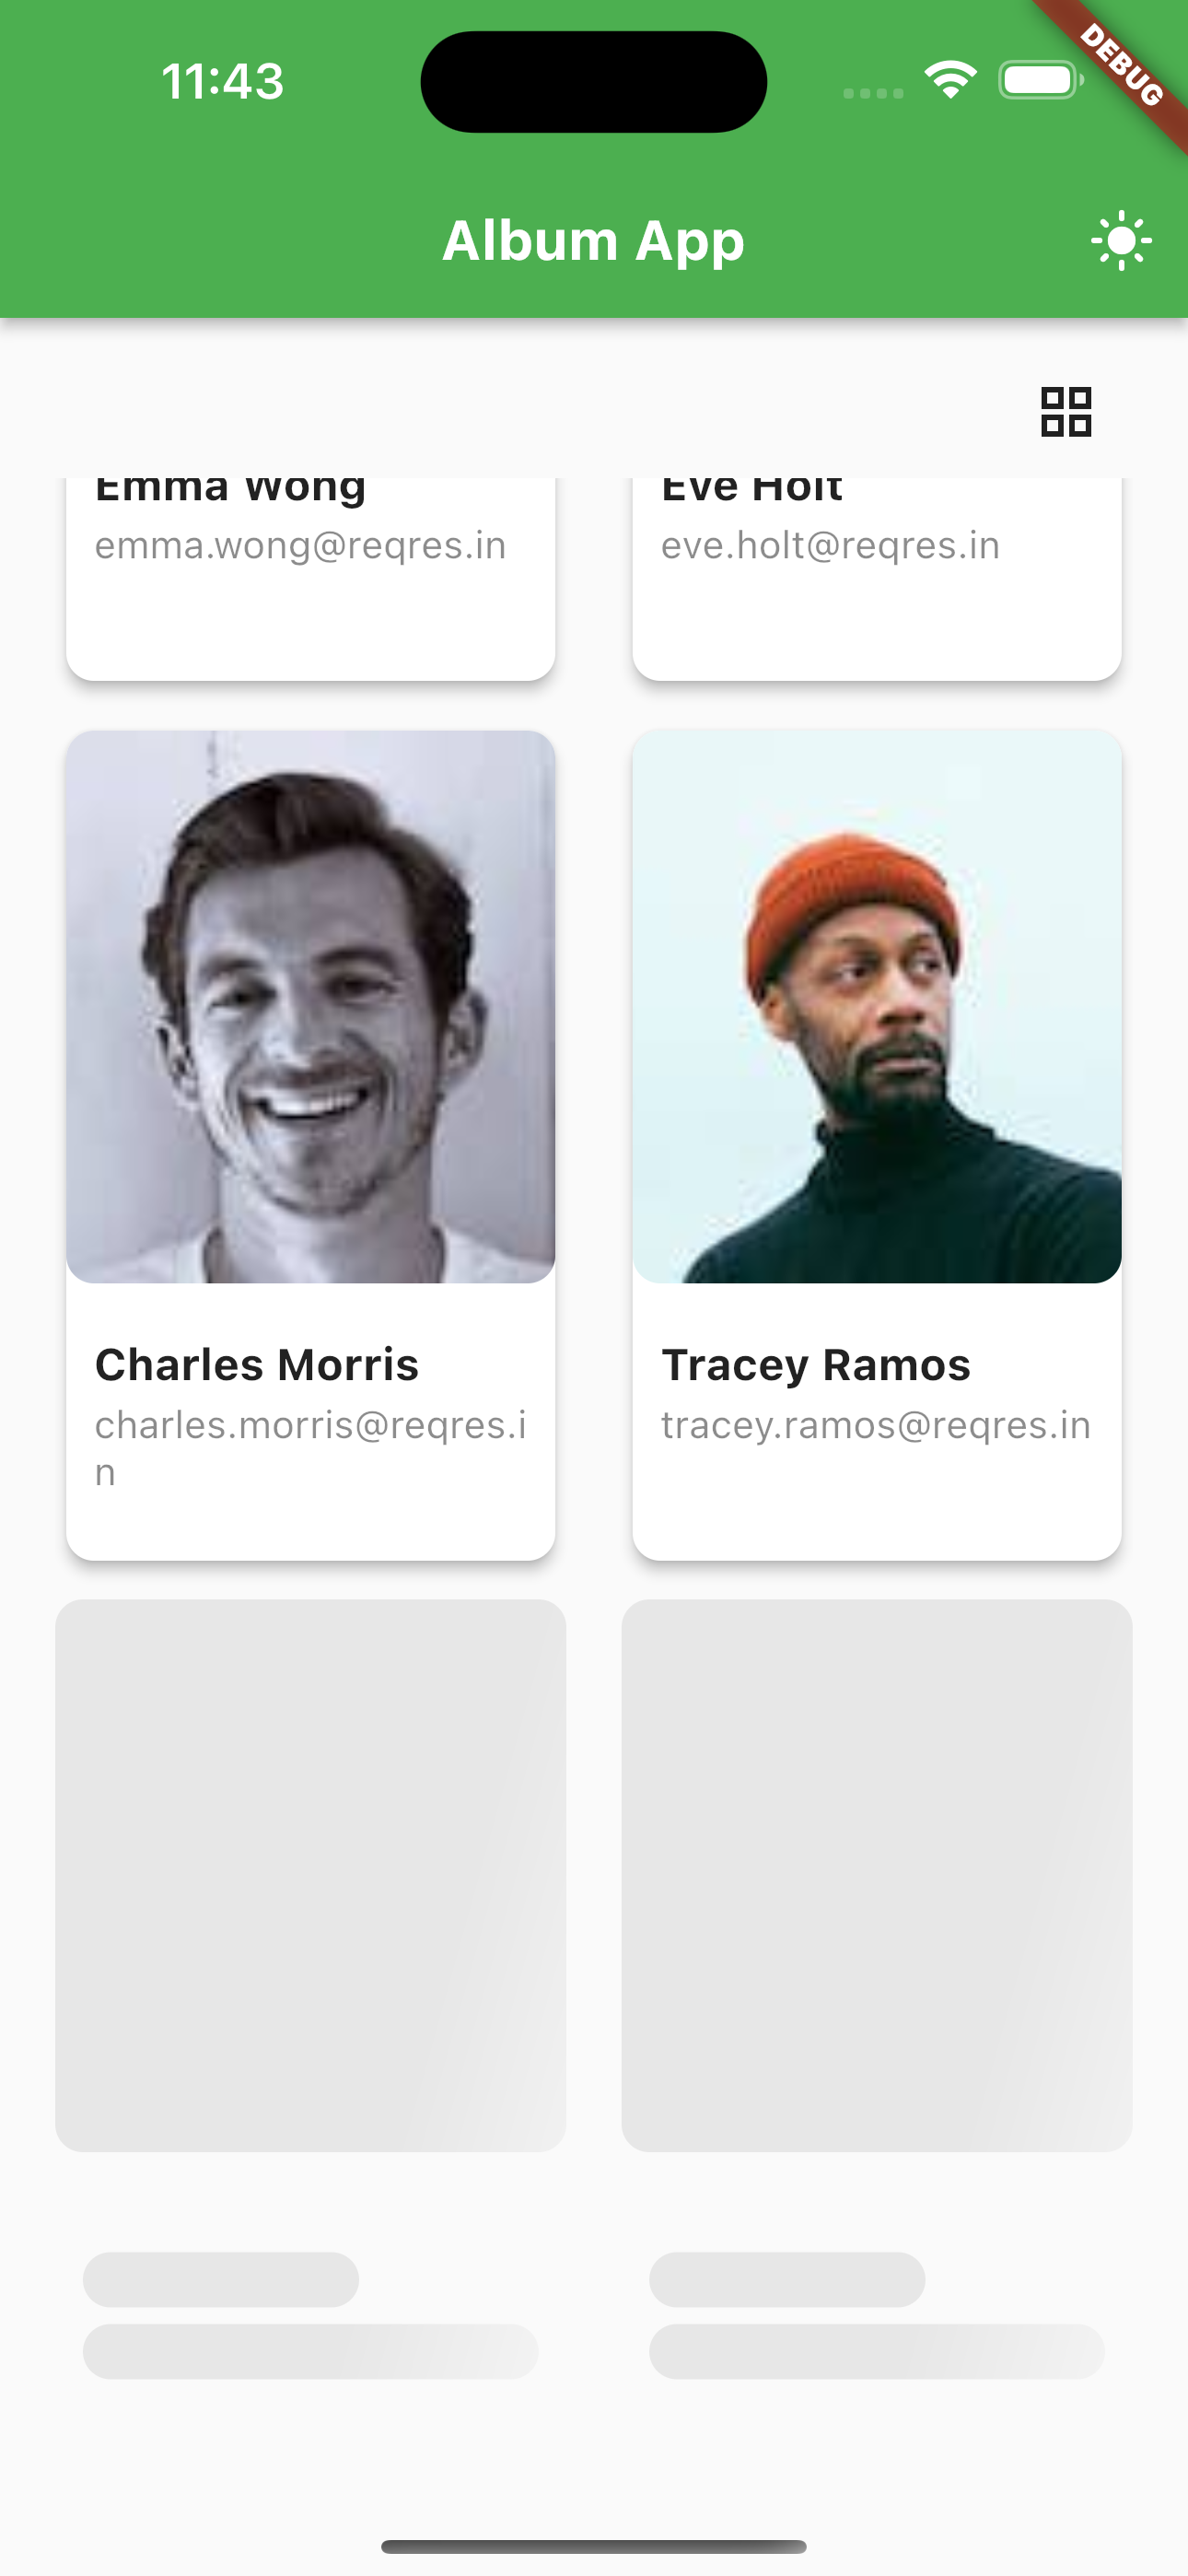 11:43
DEBUG
Album App
Emma Wong
Eve Holt
emma.wong@reqres.in
eve.holt@reqres.in
Charles Morris
Tracey Ramos
charles.morris@reqres.i
n
tracey.ramos@reqres.in